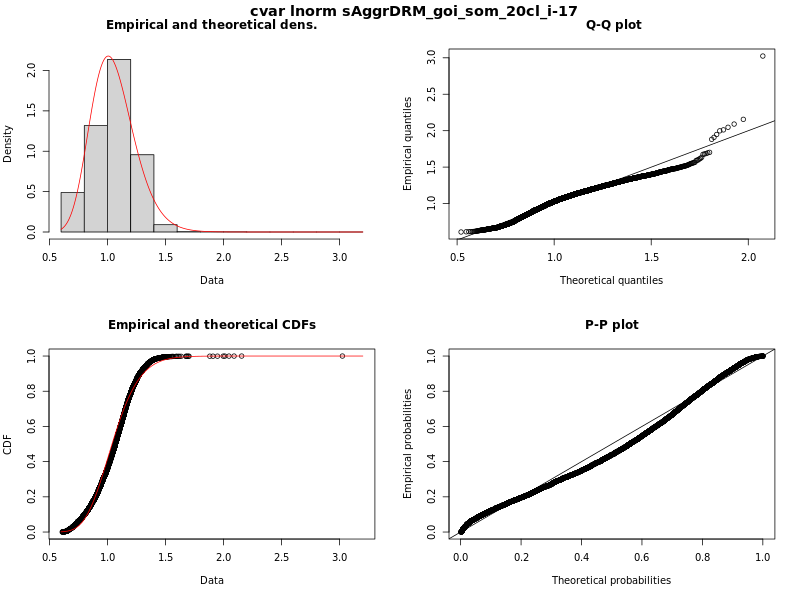 cvar lnorm sAggrDRM_goi_som_20cl_i-17
Empirical and theoretical dens.
Density
0.0 0.5 1.0 1.5 2.0
0.5 1.0 1.5 2.0 2.5 3.0
Data
Q-Q plot
Empirical quantiles
1.0 1.5 2.0 2.5 3.0
0.5 1.0 1.5 2.0
Theoretical quantiles
Empirical and theoretical CDFs
CDF
0.0 0.2 0.4 0.6 0.8 1.0
0.5 1.0 1.5 2.0 2.5 3.0
Data
P-P plot
Empirical probabilities
0.0 0.2 0.4 0.6 0.8 1.0
0.0 0.2 0.4 0.6 0.8 1.0
Theoretical probabilities